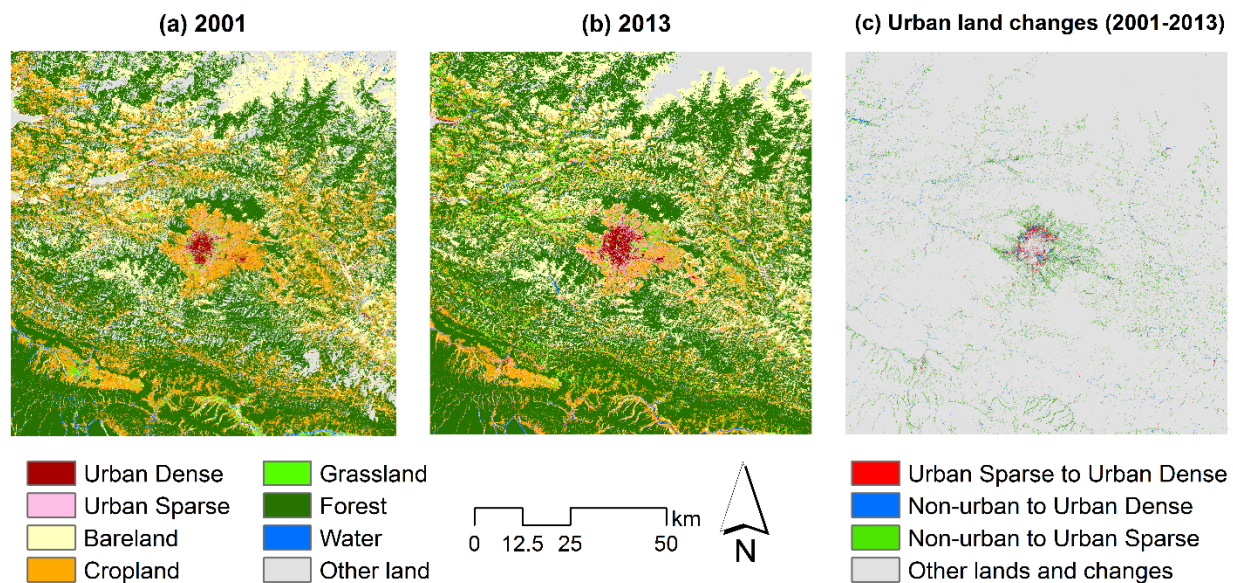 (a) 2001
(b) 2013
(c) Urban land changes (2001-2013)
Urban Dense
Urban Sparse
Bareland
Cropland
Grassland
Forest
Water
Other land
km
0 12.5 25 50
N
Urban Sparse to Urban Dense
Non-urban to Urban Dense
Non-urban to Urban Sparse
Other lands and changes